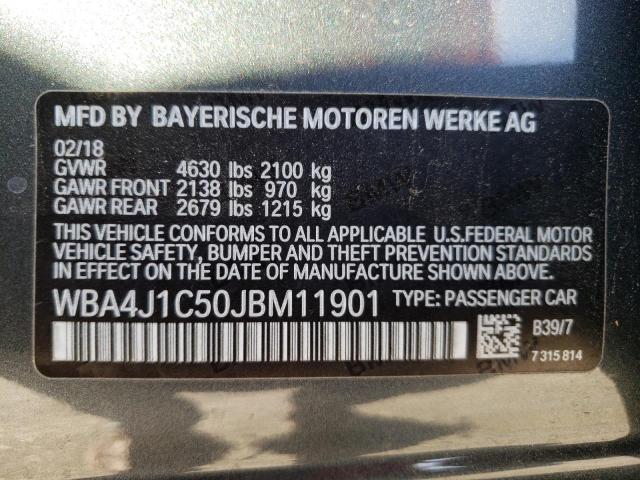 MFD BY BAYERISCHE MOTOREN WERKE AG
02/18
GVWR 4630 lbs 2100 kg
GAWR FRONT 2138 lbs 970 kg
GAWR REAR 2679 lbs 1215 kg
THIS VEHICLE CONFORMS TO ALL APPLICABLE U.S.FEDERAL MOTOR
VEHICLE SAFETY, BUMPER AND THEFT PREVENTION STANDARDS
IN EFFECT ON THE DATE OF MANUFACTURE SHOWN ABOVE.
WBA4J1C50JBM11901 TYPE: PASSENGER CAR
B39/7
7 315 814